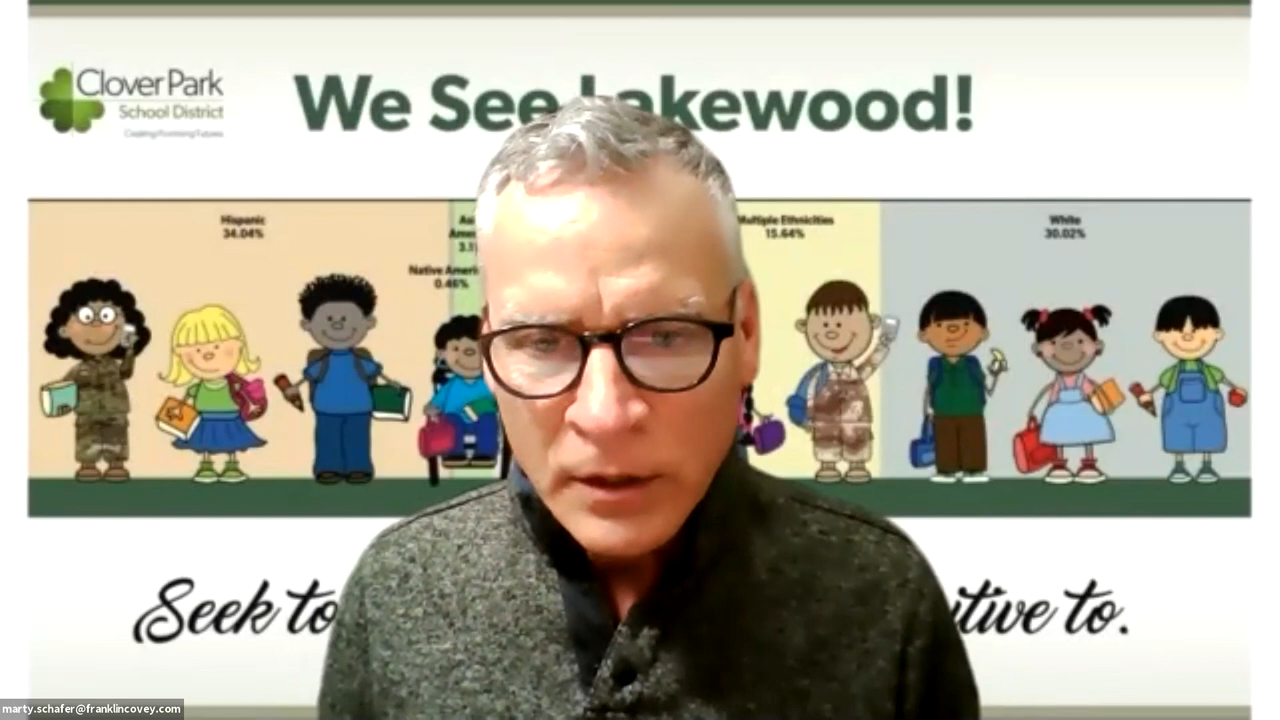 Clover Park
School District
Creating Promising Futures
We See Lakewood!
Hispanic
34.04%
Native Ameri
0.46%
Multiple Ethnicities
15.64%
White
30.02%
Seek to
itive to.
marty.schafer@franklincovey.com